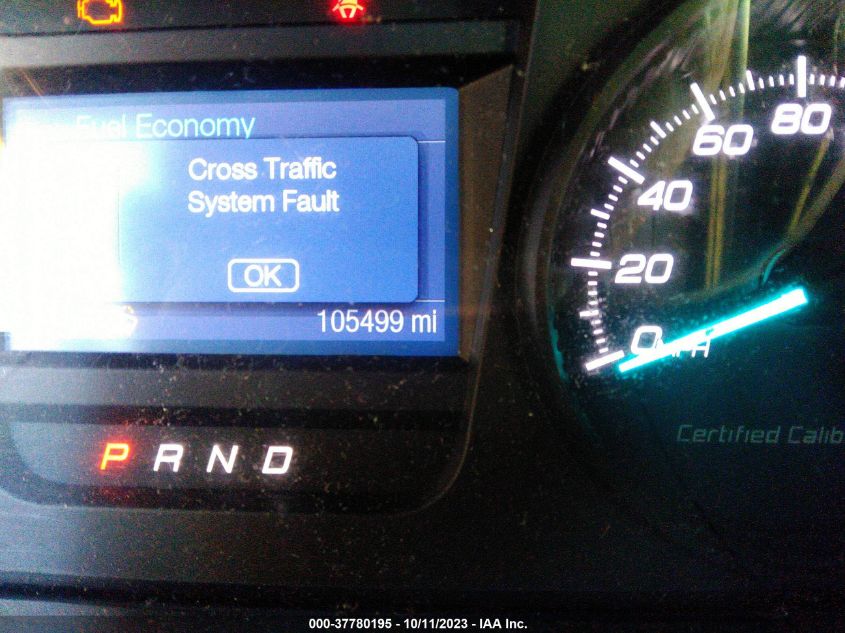 Fuel Economy
Cross Traffic
System Fault
OK
105499 mi
P R N D
80
60
40
20
0
MPH
Certified Calib
000-37780195 - 10/11/2023 - IAA Inc.